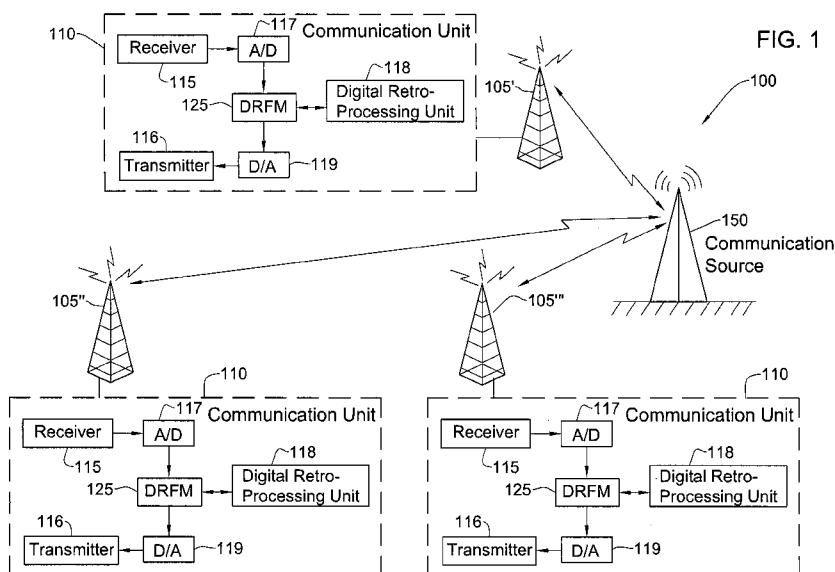 FIG. 1
110
117
Communication Unit
Receiver
A/D
115
118
125
DRFM
Digital Retro-
Processing Unit
116
Transmitter
D/A
119
105'
100
150
Communication
Source
105''
105'''
110
117
Communication Unit
Receiver
A/D
115
118
125
DRFM
Digital Retro-
Processing Unit
116
Transmitter
D/A
119
110
117
Communication Unit
Receiver
A/D
115
118
125
DRFM
Digital Retro-
Processing Unit
116
Transmitter
D/A
119